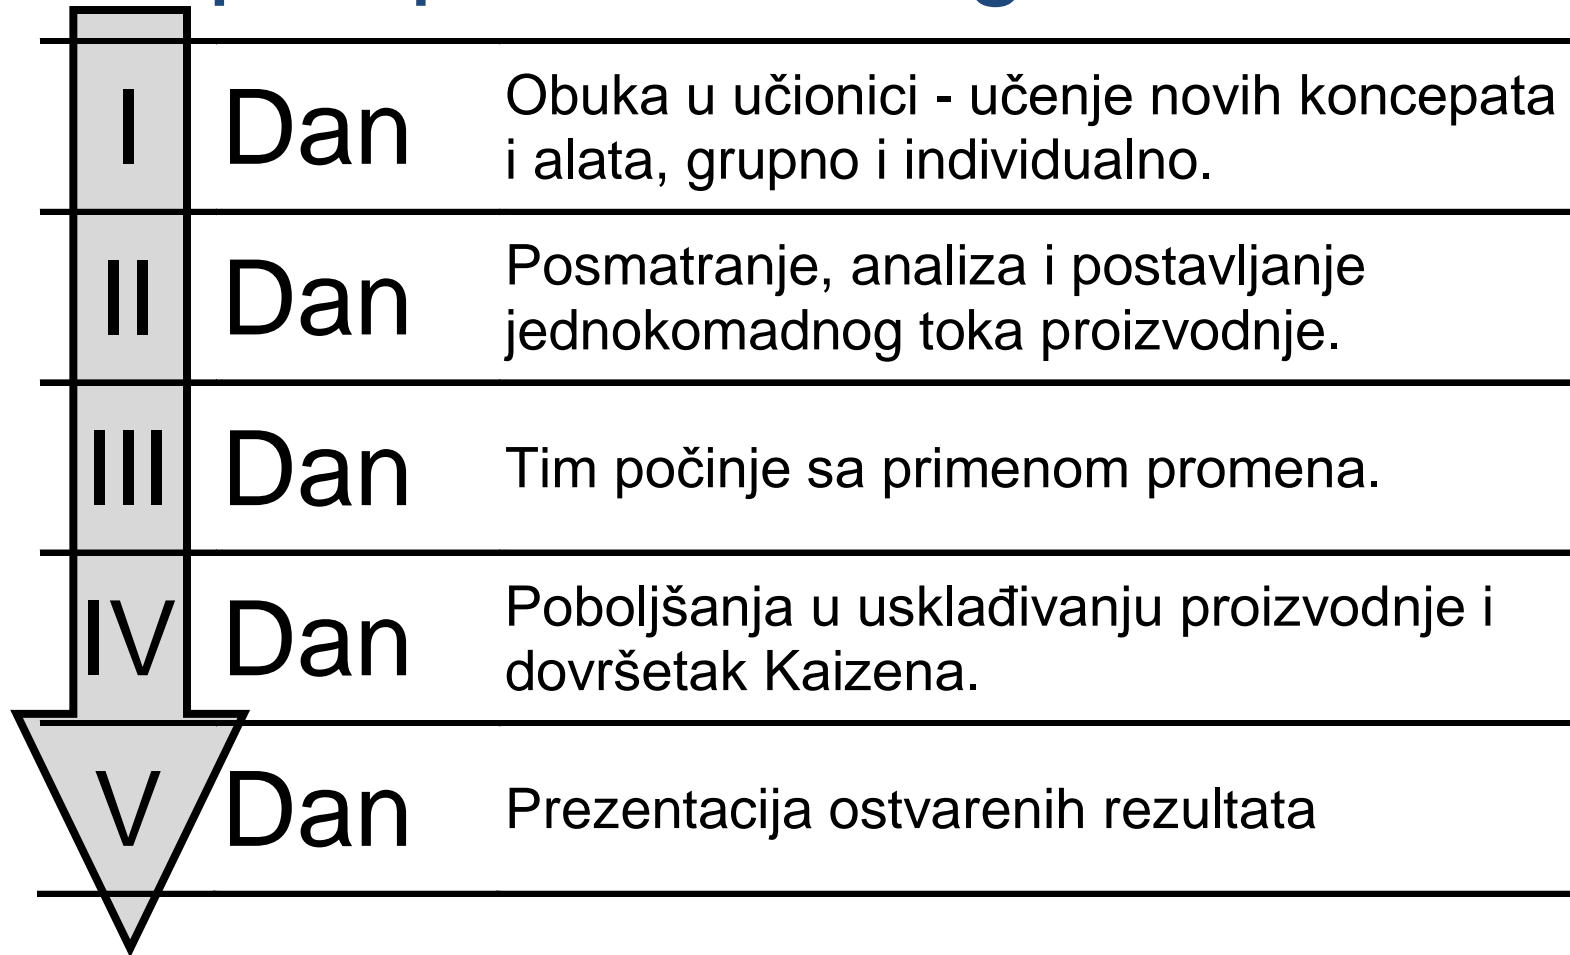 I Dan Obuka u učionici - učenje novih koncepata
i alata, grupno i individualno.
II Dan Posmatranje, analiza i postavljanje
jednokomadnog toka proizvodnje.
III Dan Tim počinje sa primenom promena.
IV Dan Poboljšanja u usklađivanju proizvodnje i
dovršetak Kaizena.
V Dan Prezentacija ostvarenih rezultata